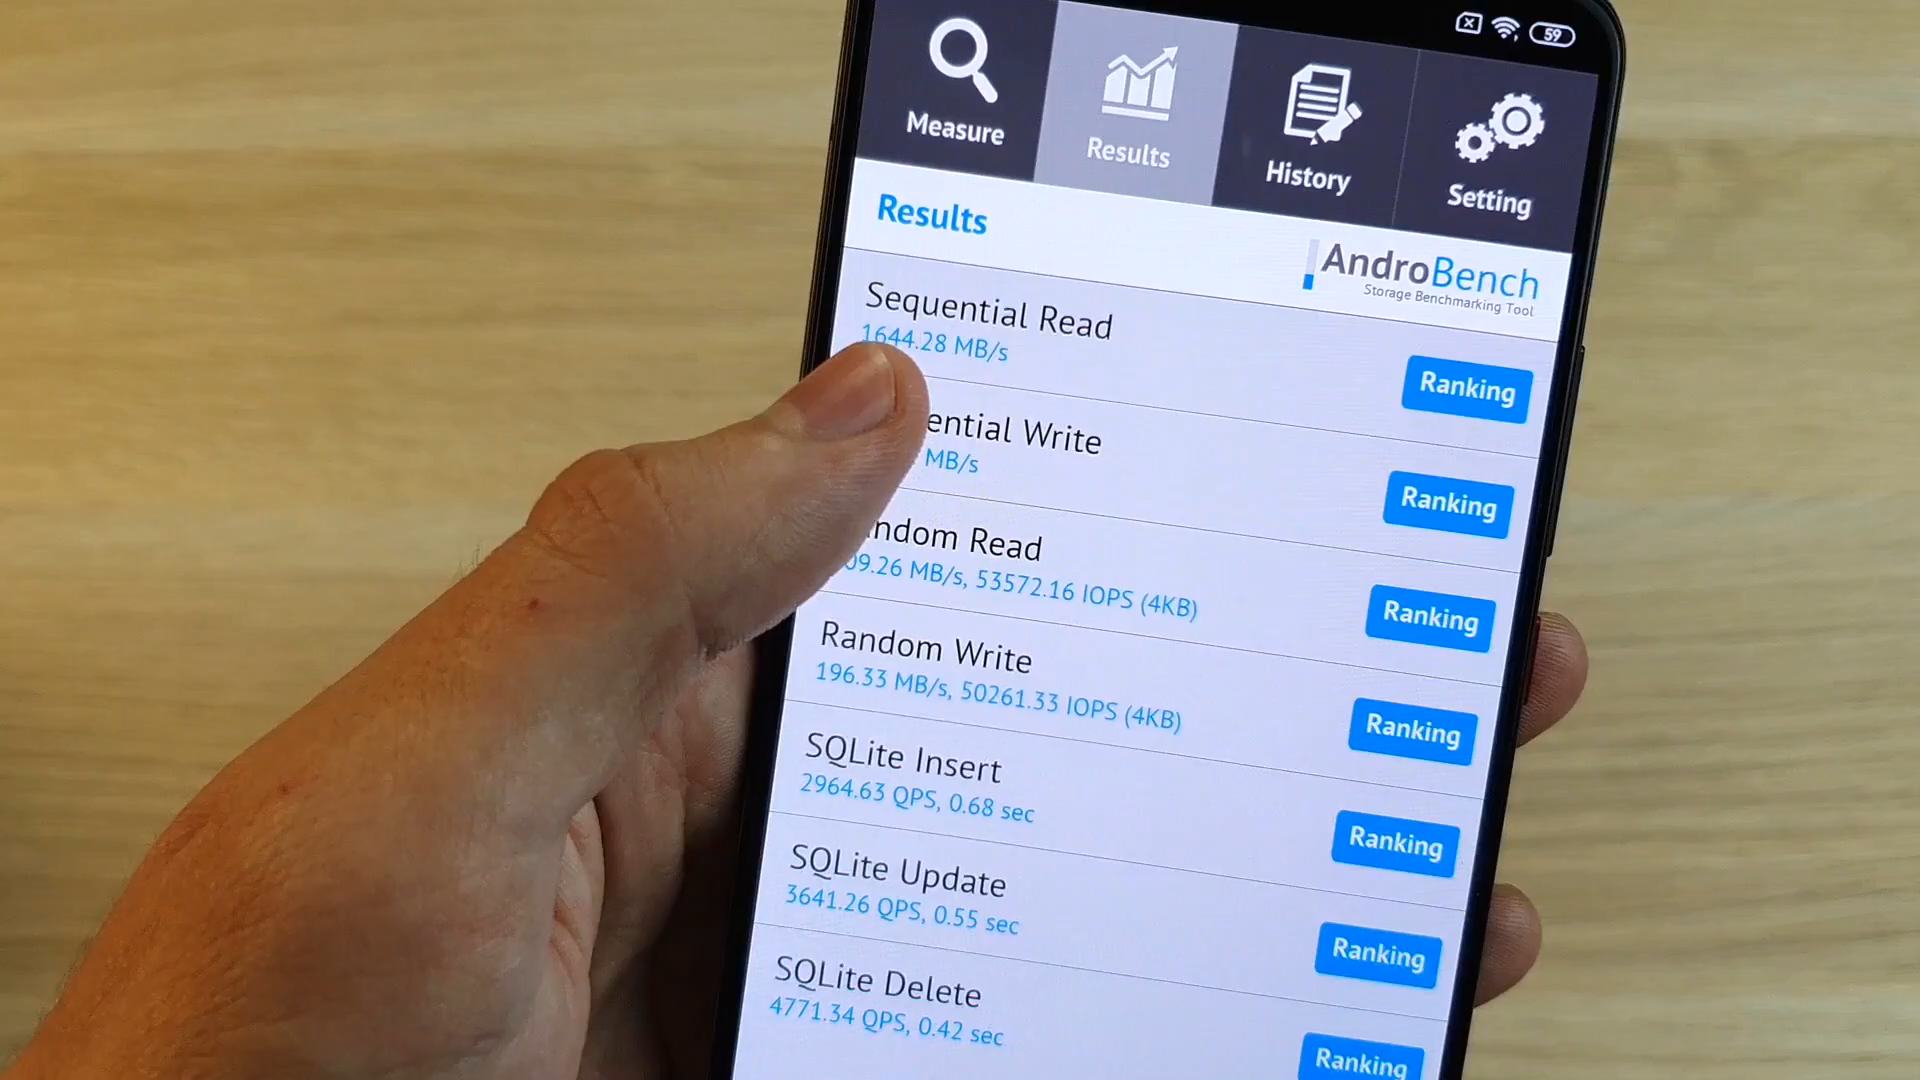 59
Measure
Results
History
Setting
Results
AndroBench
Storage Benchmarking Tool
Sequential Read
1644.28 MB/s
Ranking
ential Write
MB/s
Ranking
ndom Read
09.26 MB/s, 53572.16 IOPS (4KB)
Ranking
Random Write
196.33 MB/s, 50261.33 IOPS (4KB)
Ranking
SQLite Insert
2964.63 QPS, 0.68 sec
Ranking
SQLite Update
3641.26 QPS, 0.55 sec
Ranking
SQLite Delete
4771.34 QPS, 0.42 sec
Ranking